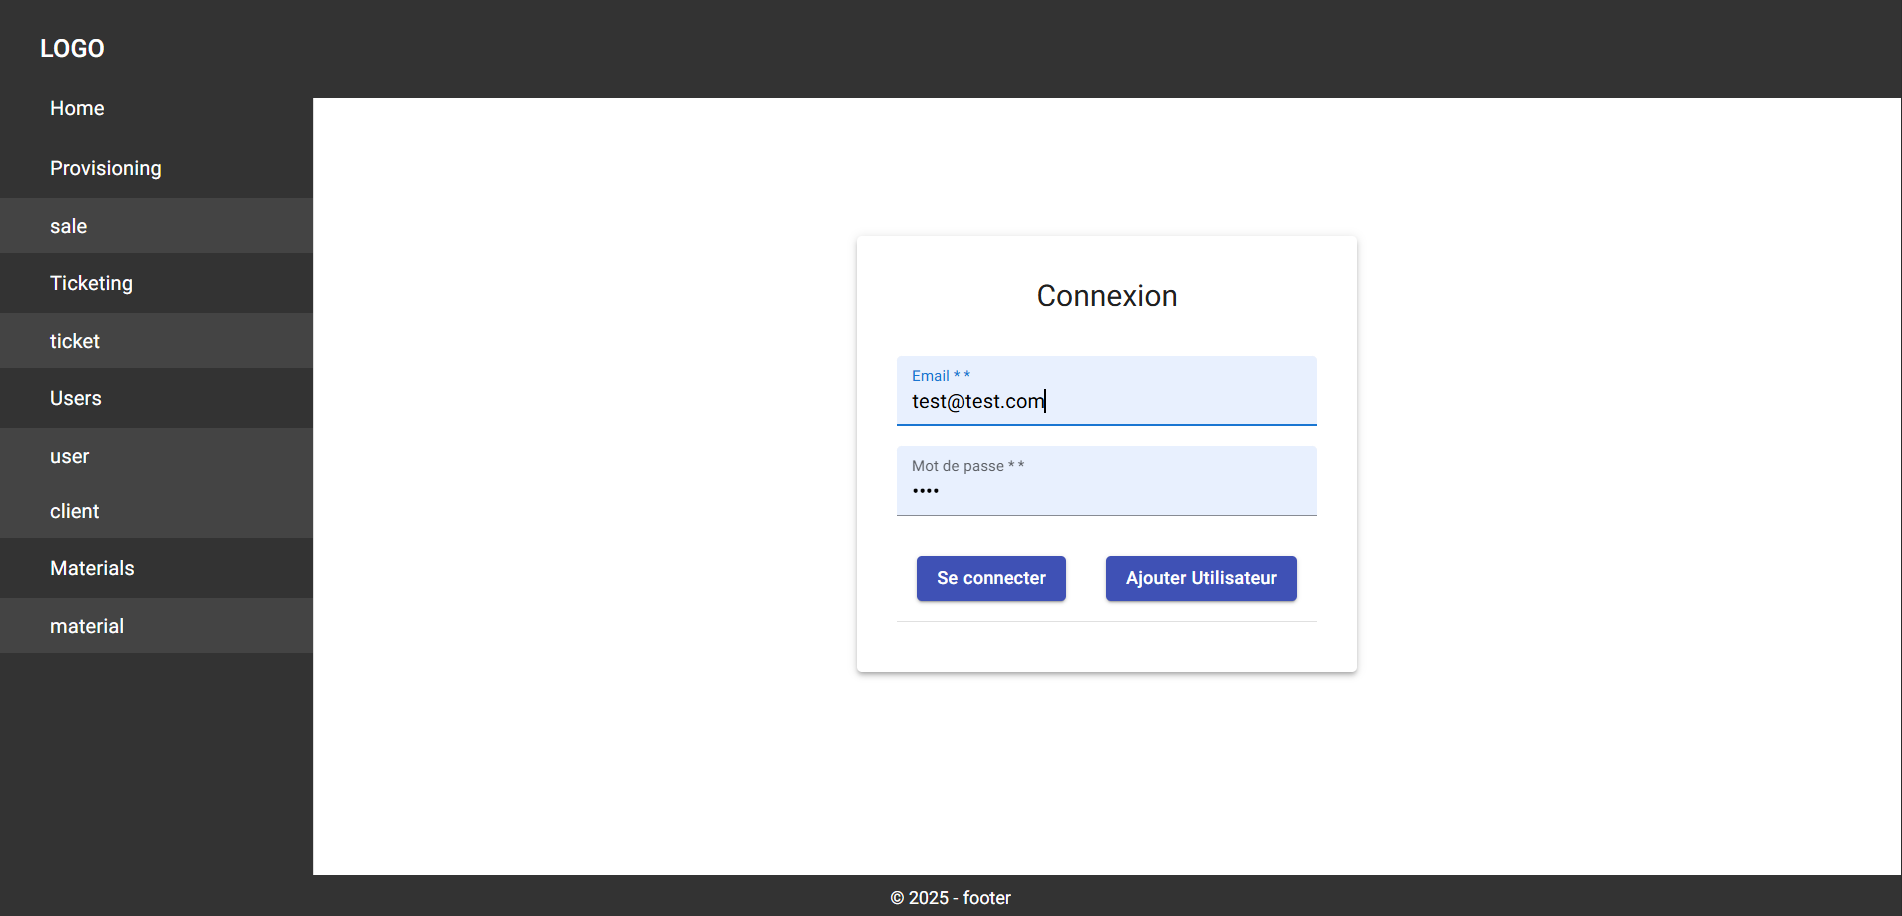 LOGO
Home
Provisioning
sale
Ticketing
ticket
Users
user
client
Materials
material
Connexion
Email * *
test@test.com
Mot de passe * *
••••
Se connecter
Ajouter Utilisateur
© 2025 - footer